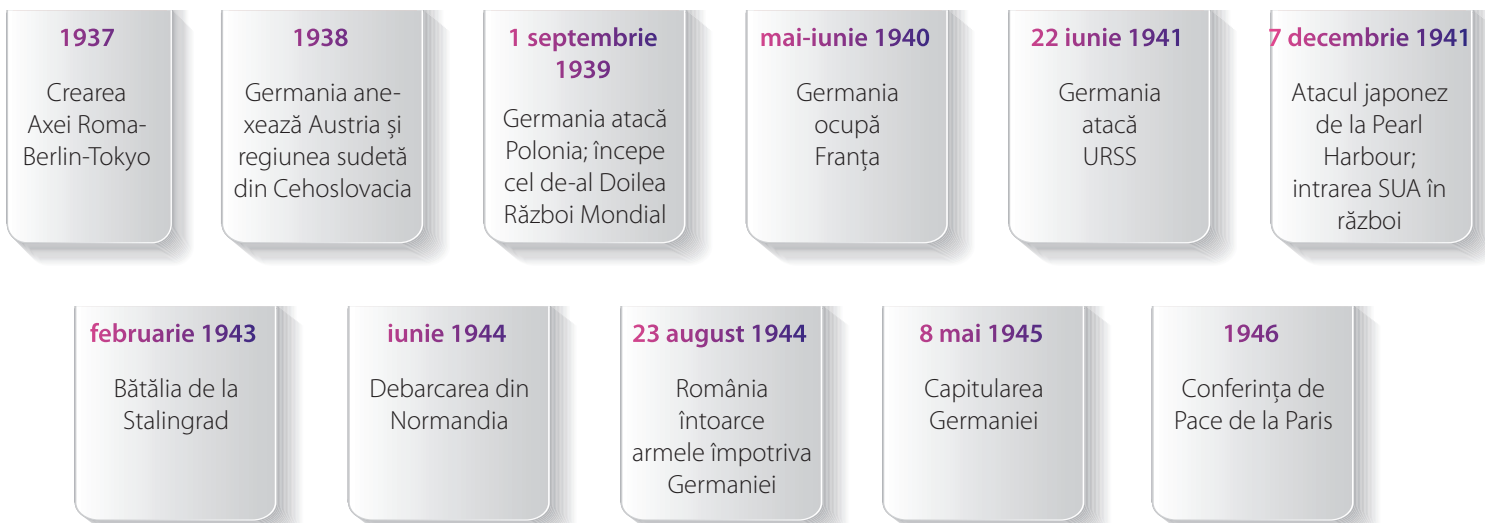 1937
Crearea
Axei Roma-
Berlin-Tokyo
1938
Germania ane-
xează Austria și
regiunea sudetă
din Cehoslovacia
1 septembrie
1939
Germania atacă
Polonia; începe
cel de-al Doilea
Război Mondial
mai-iunie 1940
Germania
ocupă
Franța
22 iunie 1941
Germania
atacă
URSS
7 decembrie 1941
Atacul japonez
de la Pearl
Harbour;
intrarea SUA în
război
februarie 1943
Bătălia de la
Stalingrad
iunie 1944
Debarcarea din
Normandia
23 august 1944
România
întoarce
armele împotriva
Germaniei
8 mai 1945
Capitularea
Germaniei
1946
Conferința de
Pace de la Paris